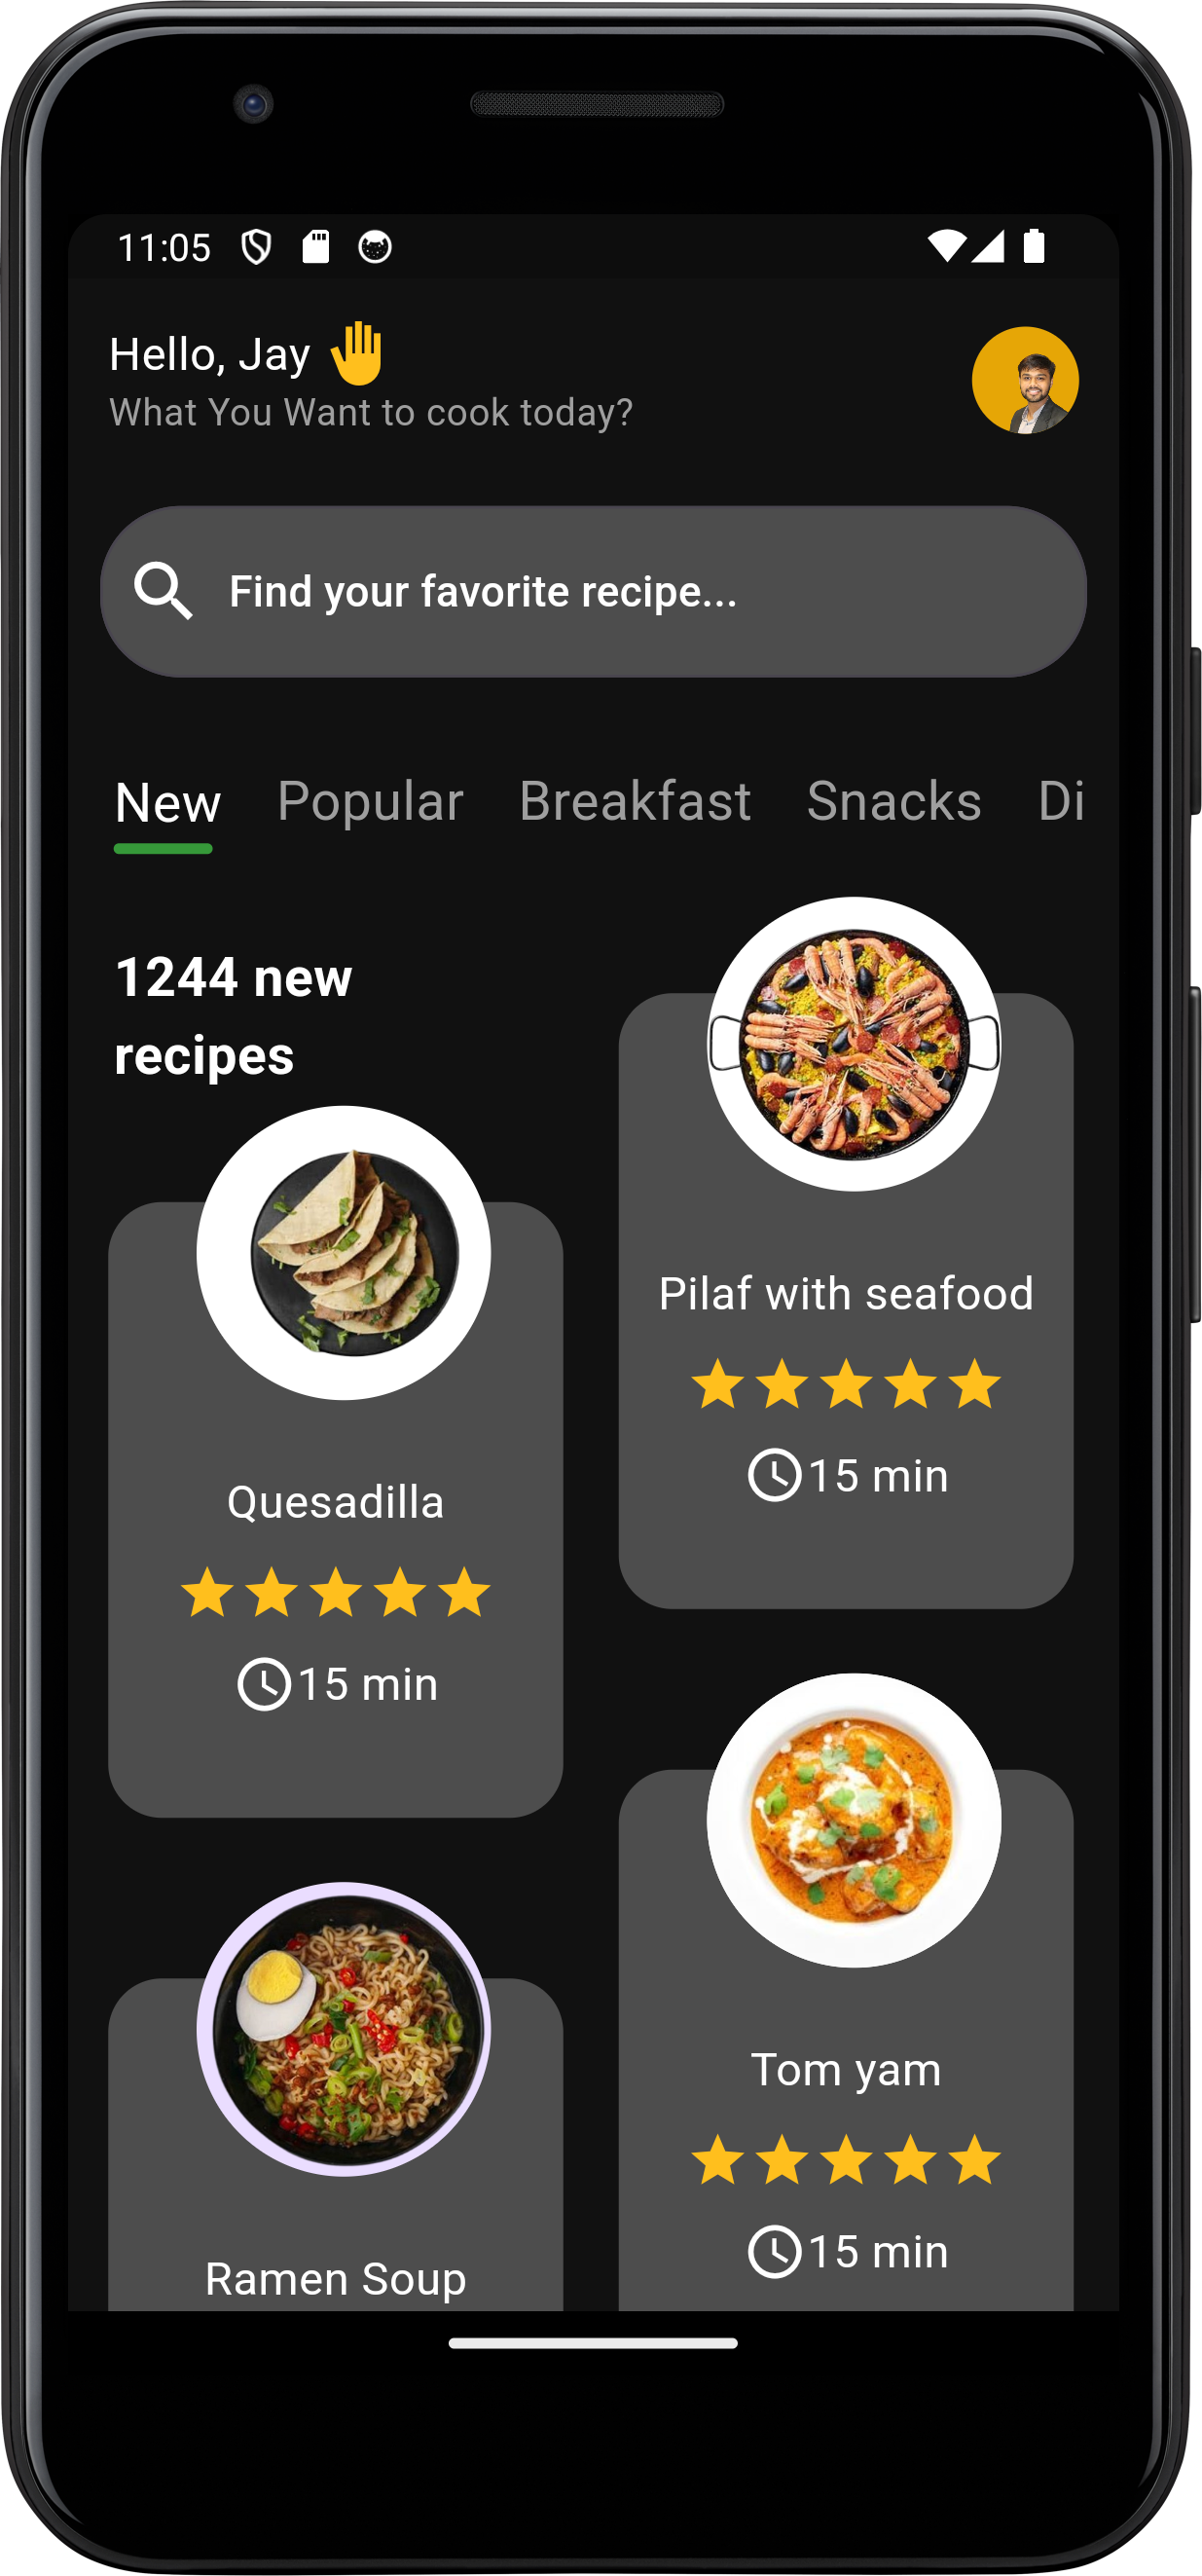 11:05
Hello, Jay
What You Want to cook today?
Find your favorite recipe...
New Popular Breakfast Snacks Di
1244 new
recipes
Pilaf with seafood
15 min
Quesadilla
15 min
Tom yam
15 min
Ramen Soup